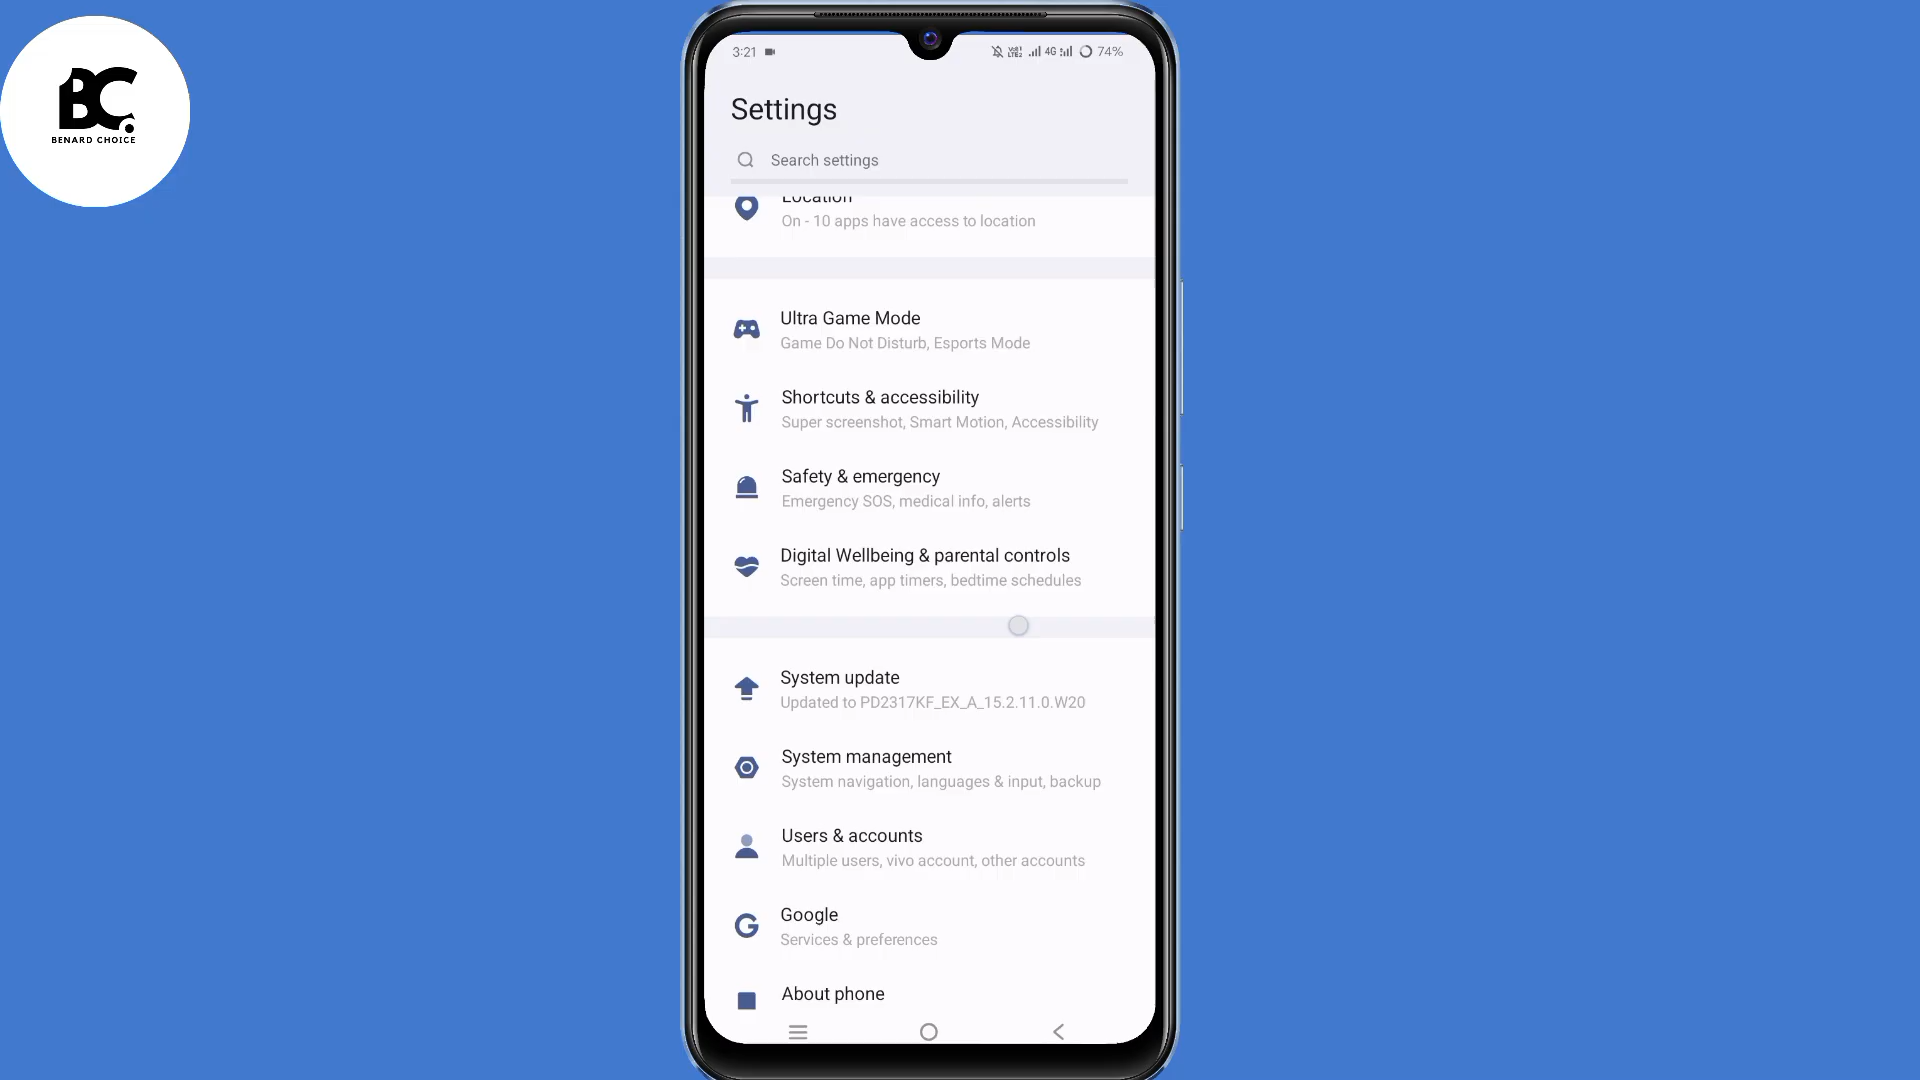 BC.
BENARD CHOICE
3:21
VoLTE2 4G 74%
Settings
Search settings
Location
On - 10 apps have access to location
Ultra Game Mode
Game Do Not Disturb, Esports Mode
Shortcuts & accessibility
Super screenshot, Smart Motion, Accessibility
Safety & emergency
Emergency SOS, medical info, alerts
Digital Wellbeing & parental controls
Screen time, app timers, bedtime schedules
System update
Updated to PD2317KF_EX_A_15.2.11.0.W20
System management
System navigation, languages & input, backup
Users & accounts
Multiple users, vivo account, other accounts
Google
Services & preferences
About phone